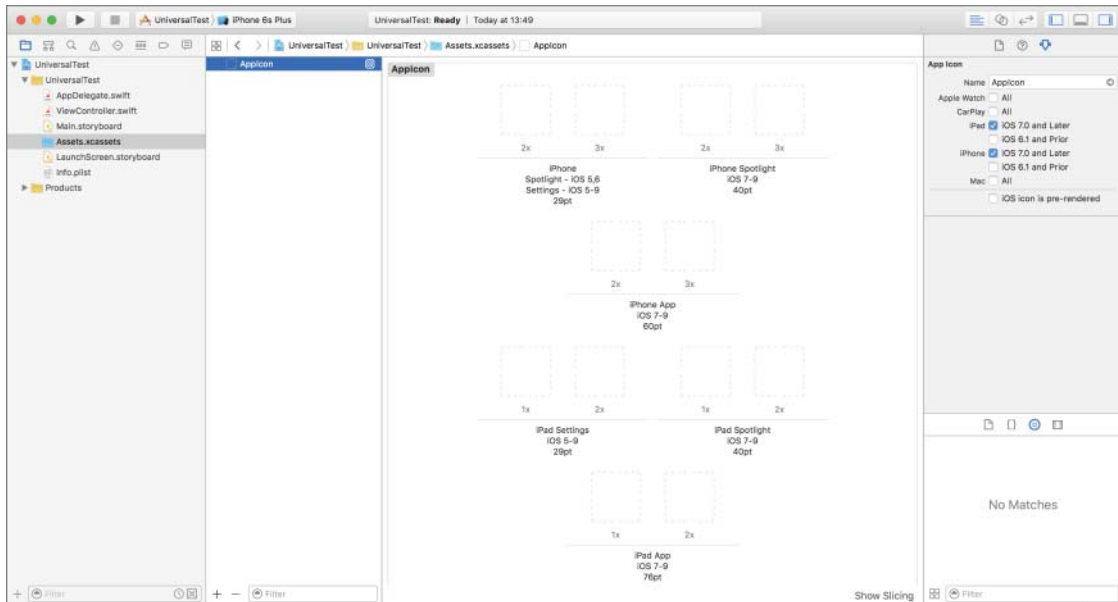 UniversalTest
iPhone 6s Plus
UniversalTest: Ready | Today at 13:49
UniversalTest
UniversalTest
AppDelegate.swift
ViewController.swift
Main.storyboard
Assets.xcassets
LaunchScreen.storyboard
Info.plist
Products
Filter
UniversalTest
UniversalTest
Assets.xcassets
AppIcon
AppIcon
Filter
AppIcon
2x
3x
iPhone
Spotlight - iOS 5,6
Settings - iOS 5-9
29pt
2x
3x
iPhone Spotlight
iOS 7-9
40pt
2x
3x
iPhone App
iOS 7-9
60pt
1x
2x
iPad Settings
iOS 5-9
29pt
1x
2x
iPad Spotlight
iOS 7-9
40pt
1x
2x
iPad App
iOS 7-9
76pt
Show Slicing
App Icon
Name AppIcon
Apple Watch All
CarPlay All
iPad iOS 7.0 and Later
iOS 6.1 and Prior
iPhone iOS 7.0 and Later
iOS 6.1 and Prior
Mac All
iOS icon is pre-rendered
No Matches
Filter